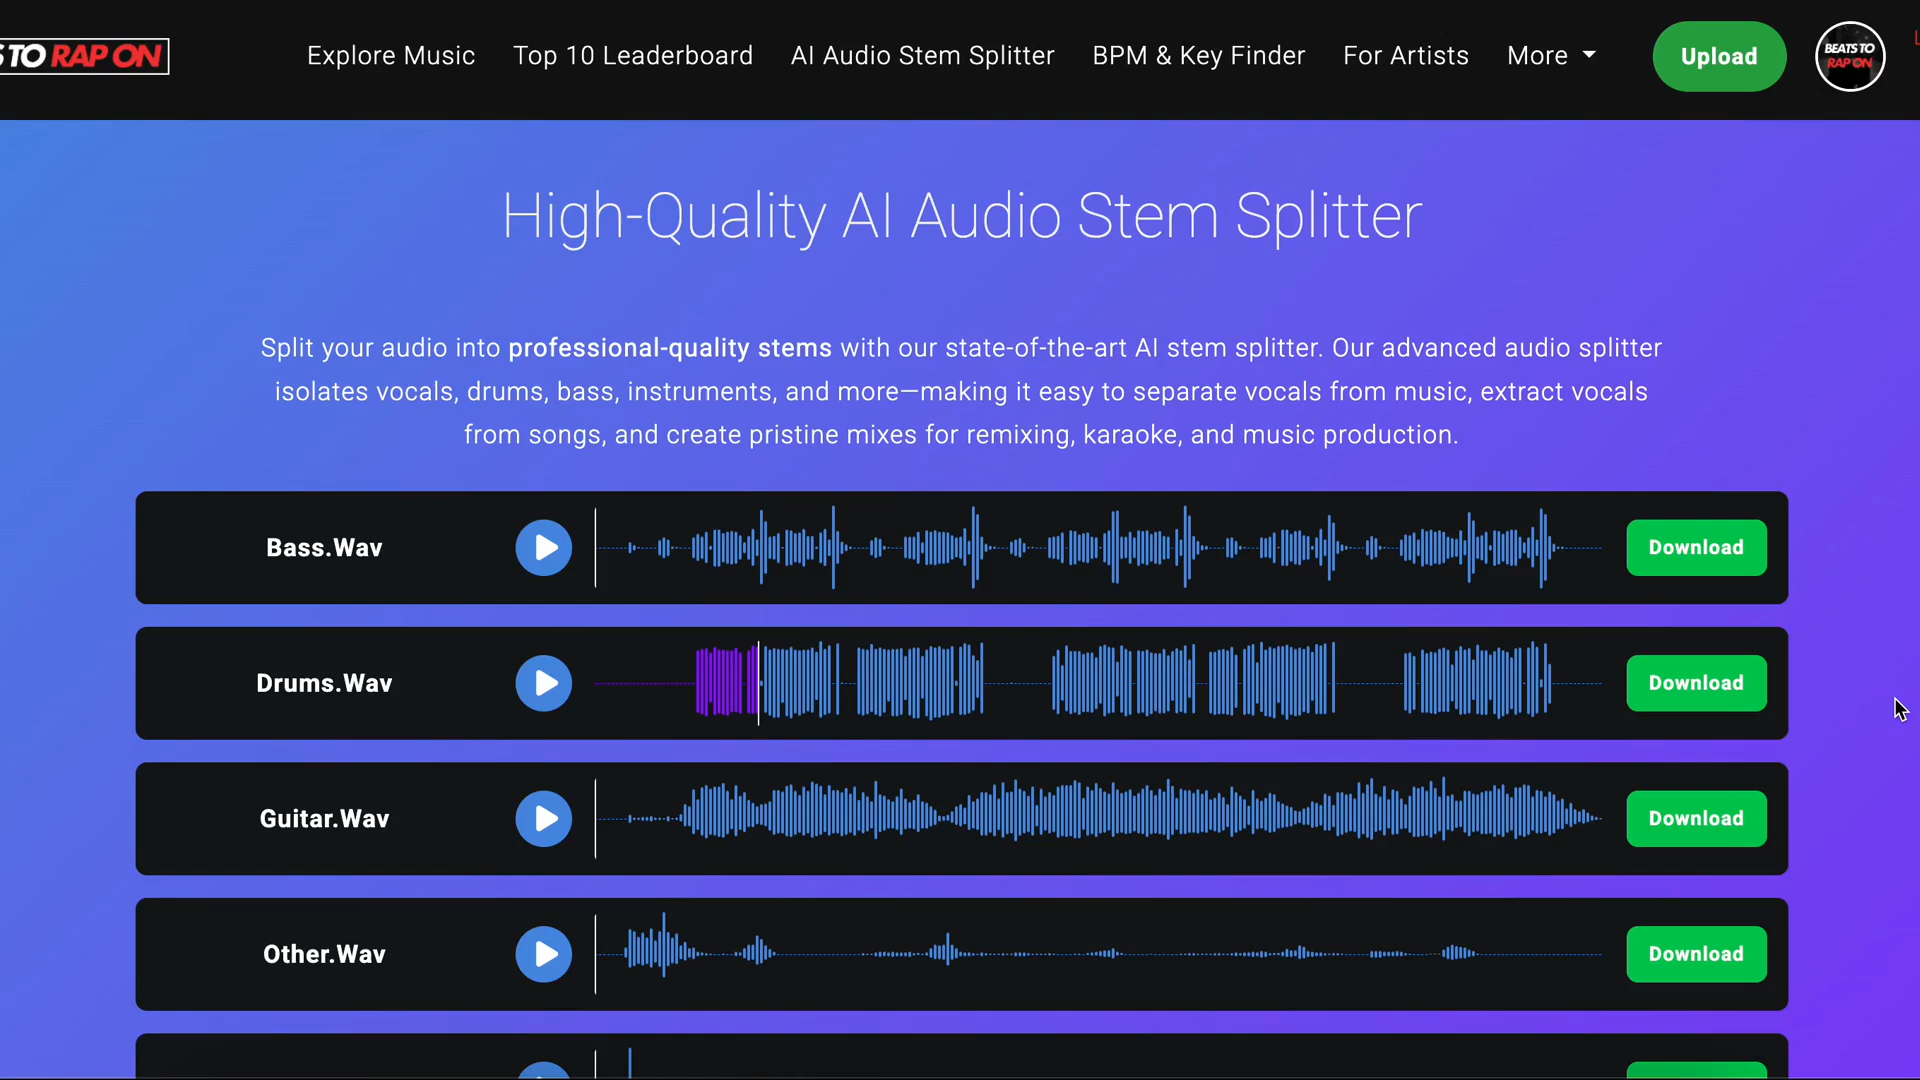 S TO RAP ON
Explore Music Top 10 Leaderboard AI Audio Stem Splitter BPM & Key Finder For Artists More Upload
BEATS TO
RAP ON
High-Quality AI Audio Stem Splitter
Split your audio into professional-quality stems with our state-of-the-art AI stem splitter. Our advanced audio splitter
isolates vocals, drums, bass, instruments, and more—making it easy to separate vocals from music, extract vocals
from songs, and create pristine mixes for remixing, karaoke, and music production.
Bass.Wav Download
Drums.Wav Download
Guitar.Wav Download
Other.Wav Download